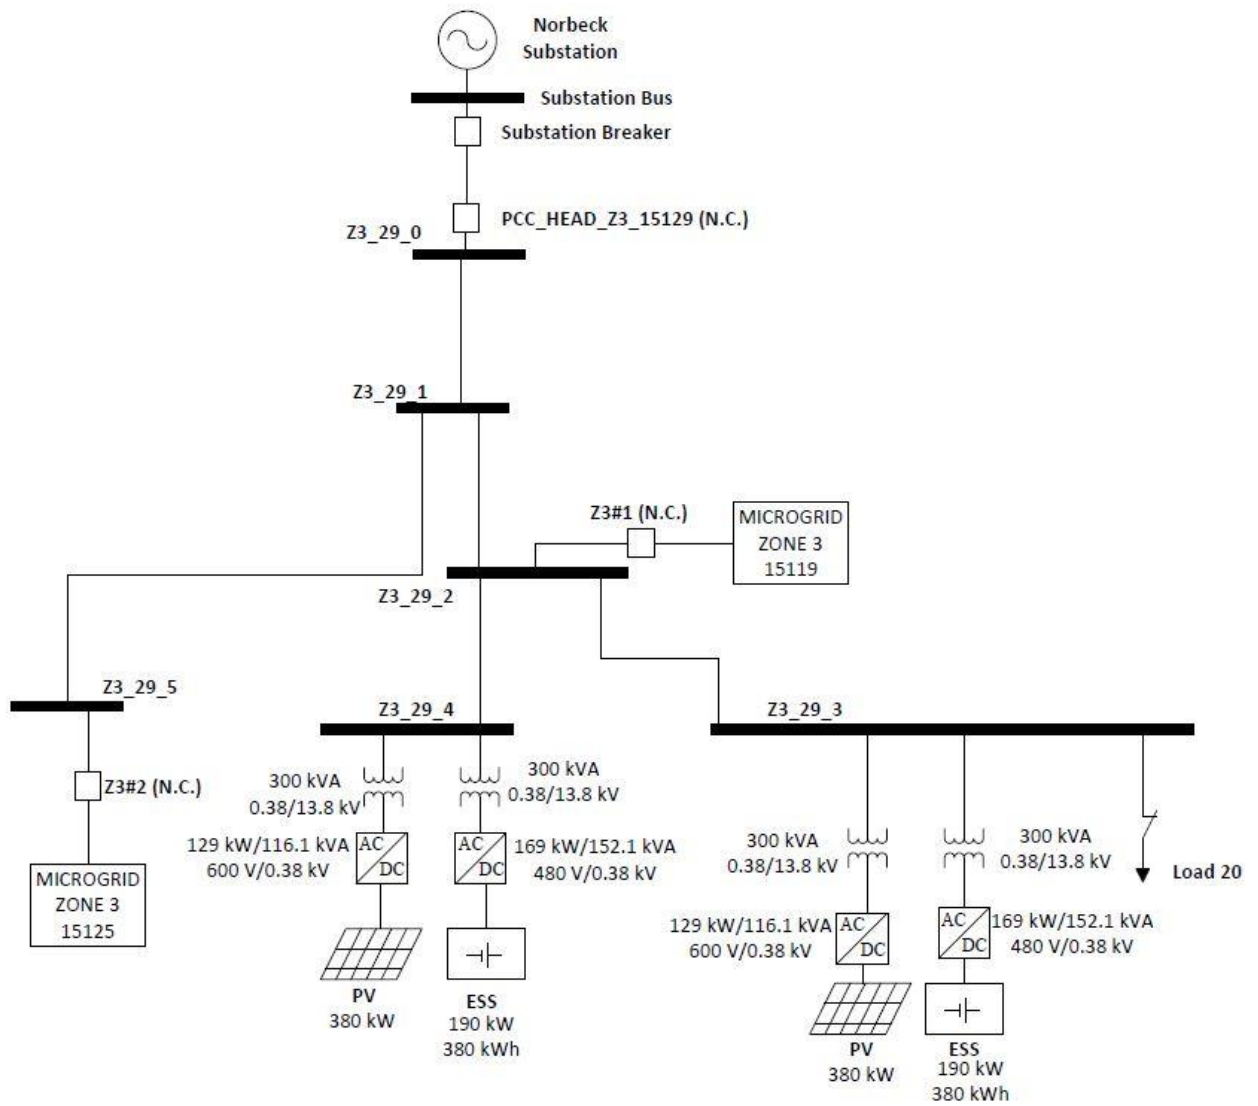 Norbeck
Substation
Substation Bus
Substation Breaker
PCC_HEAD_Z3_15129 (N.C.)
Z3_29_0
Z3_29_1
Z3#1 (N.C.)
MICROGRID
ZONE 3
15119
Z3_29_2
Z3_29_5
Z3_29_4
Z3_29_3
Z3#2 (N.C.)
MICROGRID
ZONE 3
15125
300 kVA
0.38/13.8 kV
129 kW/116.1 kVA
600 V/0.38 kV
AC
DC
PV
380 kW
300 kVA
0.38/13.8 kV
AC
DC
169 kW/152.1 kVA
480 V/0.38 kV
ESS
190 kW
380 kWh
300 kVA
0.38/13.8 kV
129 kW/116.1 kVA
600 V/0.38 kV
AC
DC
PV
380 kW
300 kVA
0.38/13.8 kV
AC
DC
169 kW/152.1 kVA
480 V/0.38 kV
ESS
190 kW
380 kWh
Load 20